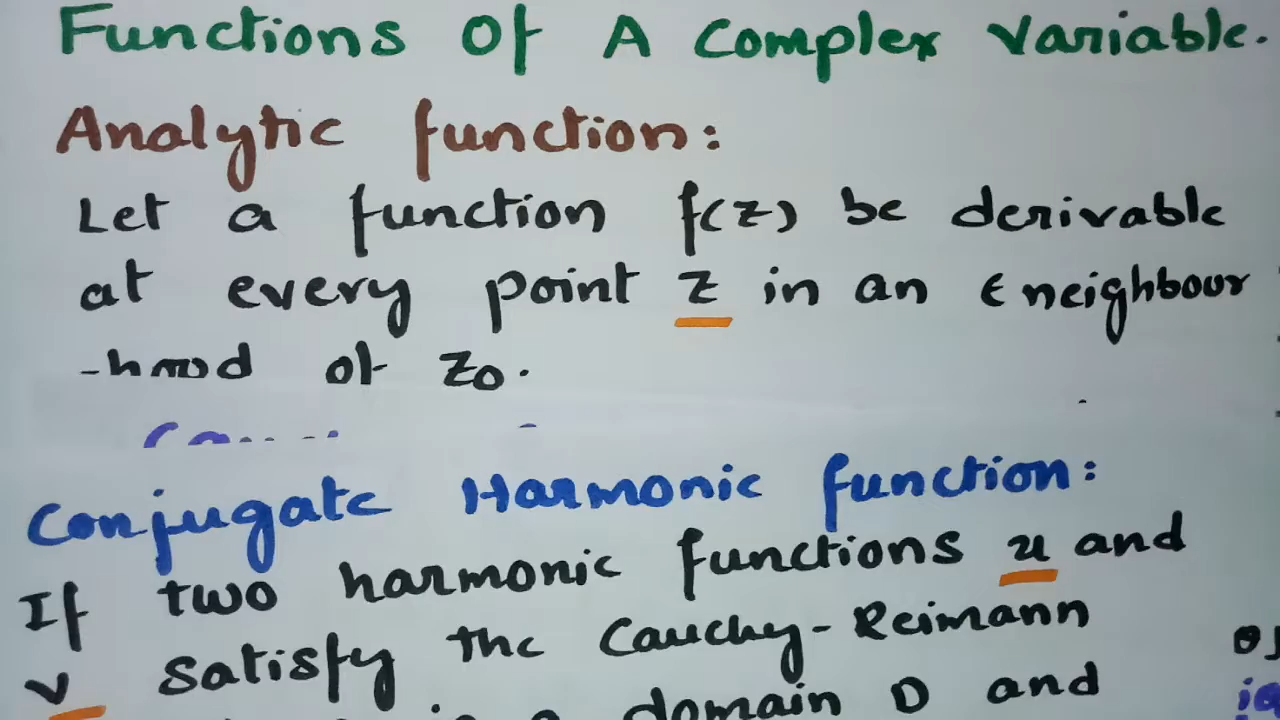 Functions Of A Complex Variable.
Analytic function:
Let a function f(z) be derivable
at every point z in an ε neighbour
-hood of z0.
Conjugate Harmonic function:
If two harmonic functions u and
v satisfy the Cauchy-Reimann
in a domain D and